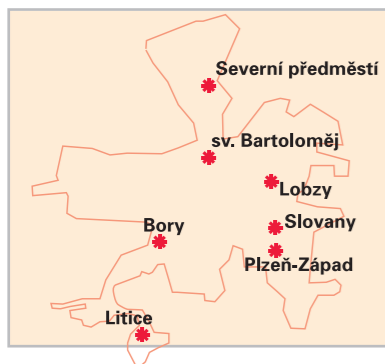 Severní předměstí
sv. Bartoloměj
Lobzy
Slovany
Bory
Plzeň-Západ
Litice